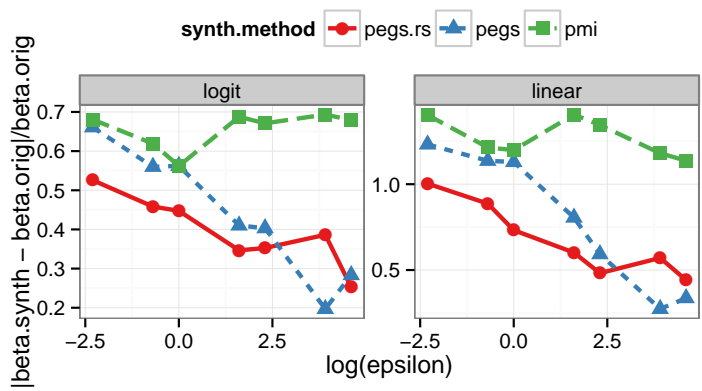 synth.method pegs.rs pegs pmi
logit linear
|beta.synth − beta.orig|/beta.orig
0.7
0.6
0.5
0.4
0.3
0.2
1.0
0.5
−2.5 0.0 2.5 −2.5 0.0 2.5
log(epsilon)